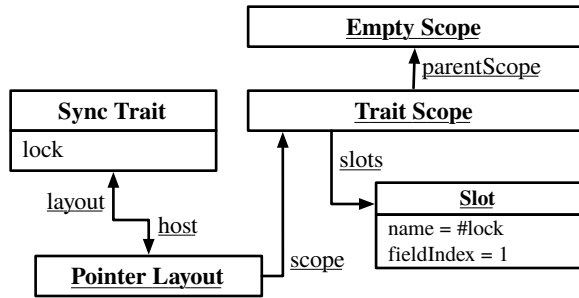 Empty Scope
parentScope
Sync Trait
Trait Scope
lock
slots
layout
host
Slot
name = #lock
fieldIndex = 1
scope
Pointer Layout